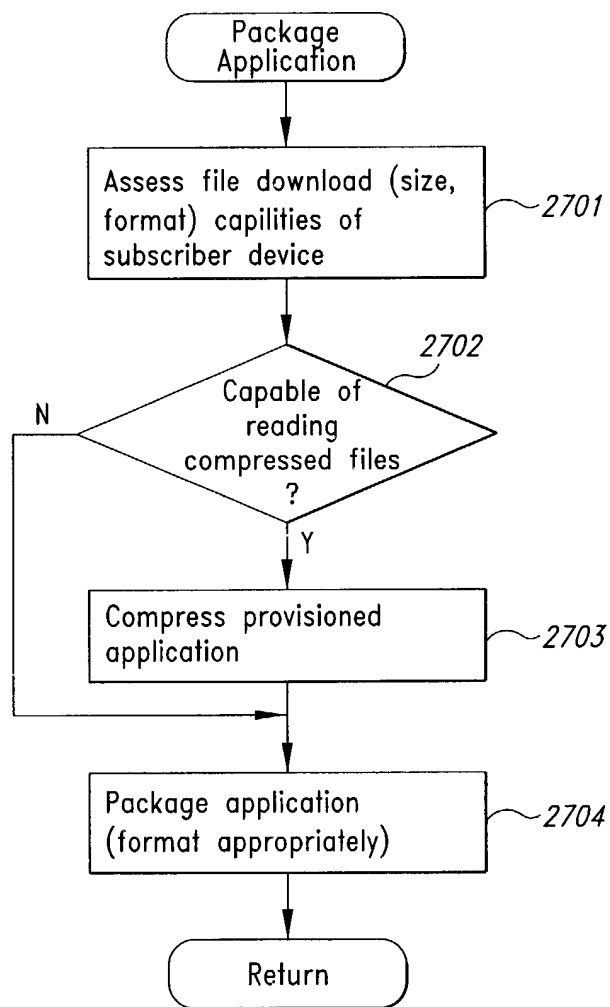 Package
Application
Assess file download (size,
format) capilities of
subscriber device
2701
2702
Capable of
reading
compressed files
?
N
Y
Compress provisioned
application
2703
Package application
(format appropriately)
2704
Return